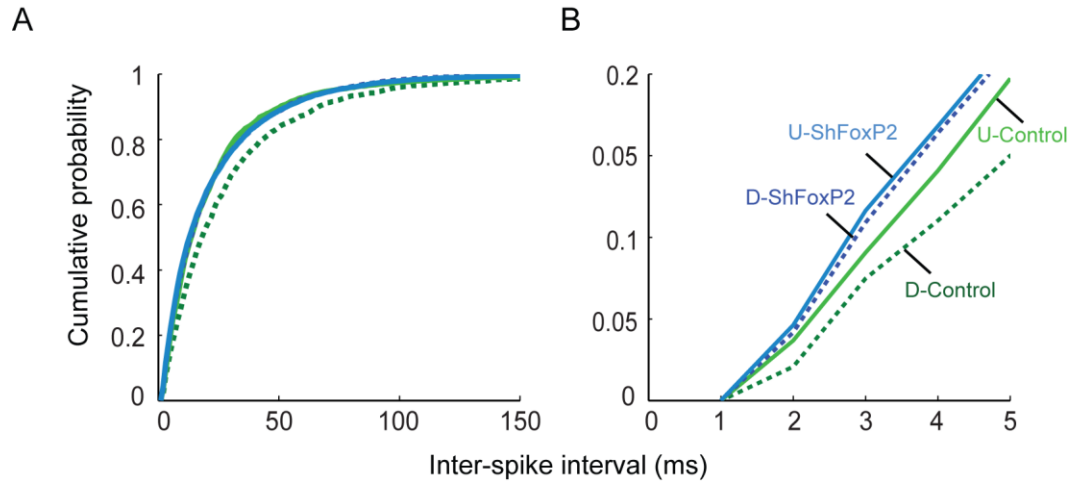 A
B
Cumulative probability
1
0.8
0.6
0.4
0.2
0
0
50
100
150
0.2
0.05
0.1
0.05
0
0
1
2
3
4
5
U-ShFoxP2
D-ShFoxP2
U-Control
D-Control
Inter-spike interval (ms)